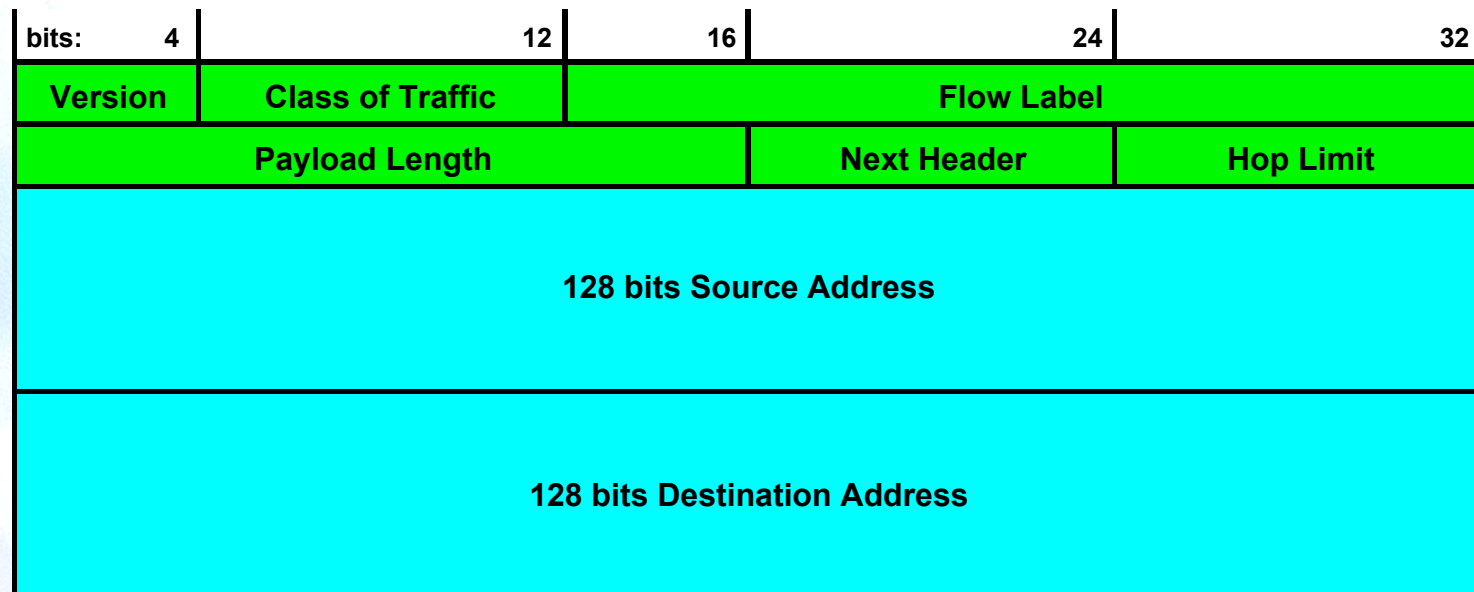 bits: 4 12 16 24 32
Version Class of Traffic Flow Label
Payload Length Next Header Hop Limit
128 bits Source Address
128 bits Destination Address